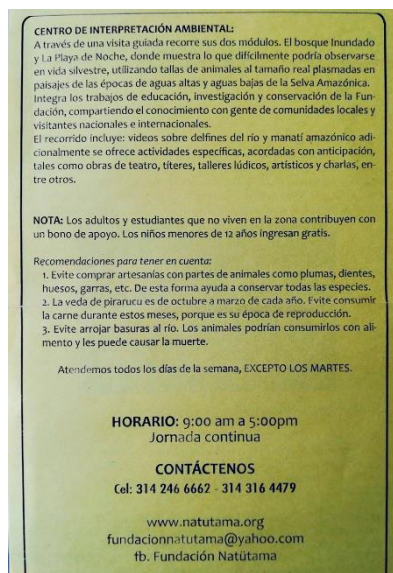 CENTRO DE INTERPRETACIÓN AMBIENTAL:
A través de una visita guiada recorre sus dos módulos. El bosque Inundado
y La Playa de Noche, donde muestra lo que difícilmente podría observarse
en vida silvestre, utilizando tallas de animales al tamaño real plasmadas en
paisajes de las épocas de aguas altas y aguas bajas de la Selva Amazónica.
Integra los trabajos de educación, investigación y conservación de la Fun-
dación, compartiendo el conocimiento con gente de comunidades locales y
visitantes nacionales e internacionales.
El recorrido incluye: videos sobre delfines del río y manatí amazónico adi-
cionalmente se ofrece actividades específicas, acordadas con anticipación,
tales como obras de teatro, títeres, talleres lúdicos, artísticos y charlas, en-
tre otros.
NOTA: Los adultos y estudiantes que no viven en la zona contribuyen con
un bono de apoyo. Los niños menores de 12 años ingresan gratis.
Recomendaciones para tener en cuenta:
1. Evite comprar artesanías con partes de animales como plumas, dientes,
huesos, garras, etc. De esta forma ayuda a conservar todas las especies.
2. La veda de pirarucu es de octubre a marzo de cada año. Evite consumir
la carne durante estos meses, porque es su época de reproducción.
3. Evite arrojar basuras al río. Los animales podrían consumirlos con ali-
mento y les puede causar la muerte.
Atendemos todos los días de la semana, EXCEPTO LOS MARTES.
HORARIO: 9:00 am a 5:00pm
Jornada continua
CONTÁCTENOS
Cel: 314 246 6662 - 314 316 4479
www.natutama.org
fundacionnatutama@yahoo.com
fb. Fundación Natütama